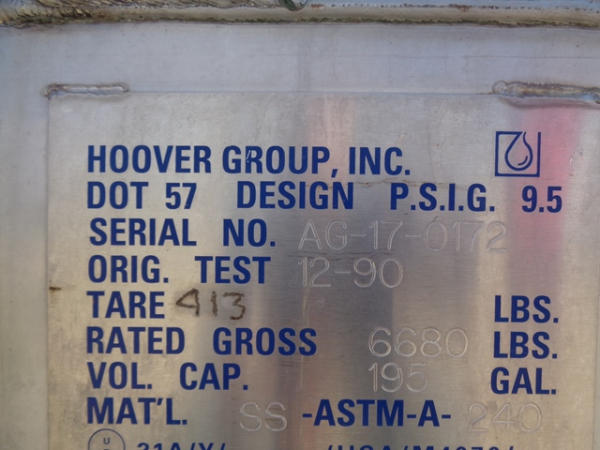 HOOVER GROUP, INC.
DOT 57 DESIGN P.S.I.G. 9.5
SERIAL NO. AG-17-0172
ORIG. TEST 12-90
TARE 413 LBS.
RATED GROSS 6680 LBS.
VOL. CAP. 195 GAL.
MAT'L. SS -ASTM-A- 240